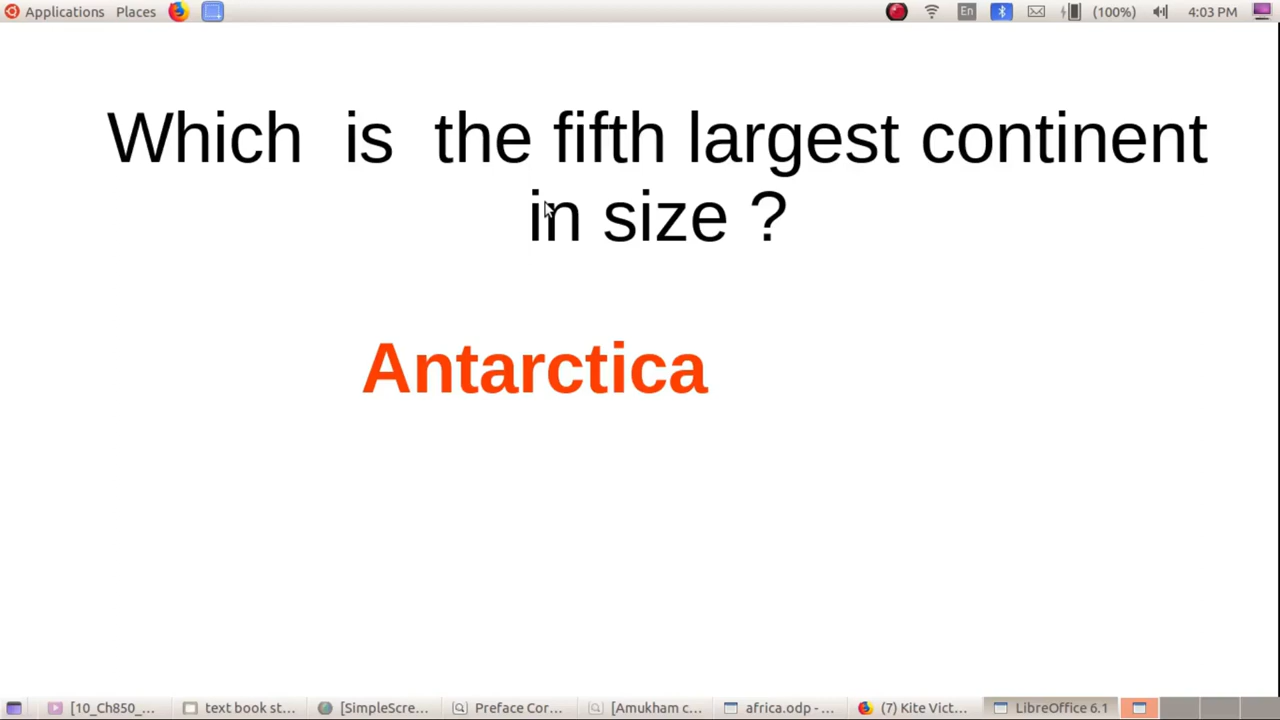 Applications Places En (100%) 4:03 PM
Which is the fifth largest continent
in size ?
Antarctica
[10_Ch850_... text book st... [SimpleScre... Preface Cor... [Amukham c... africa.odp - ... (7) Kite Vict... LibreOffice 6.1